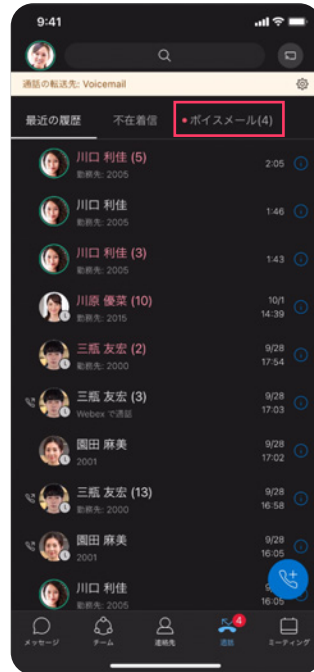 9:41
通話の転送先: Voicemail
最近の履歴 不在着信 •ボイスメール(4)
川口 利佳 (5)
勤務先: 2005
2:05
川口 利佳
勤務先: 2005
1:46
川口 利佳 (3)
勤務先: 2005
1:43
川原 優菜 (10)
勤務先: 2015
10/1
14:39
三瓶 友宏 (2)
勤務先: 2000
9/28
17:54
三瓶 友宏 (3)
Webex で通話
9/28
17:03
園田 麻美
2001
9/28
17:02
三瓶 友宏 (13)
勤務先: 2000
9/28
16:58
園田 麻美
2001
9/28
16:05
川口 利佳
勤務先: 2005
16:05
4
メッセージ チーム 連絡先 通話 ミーティング